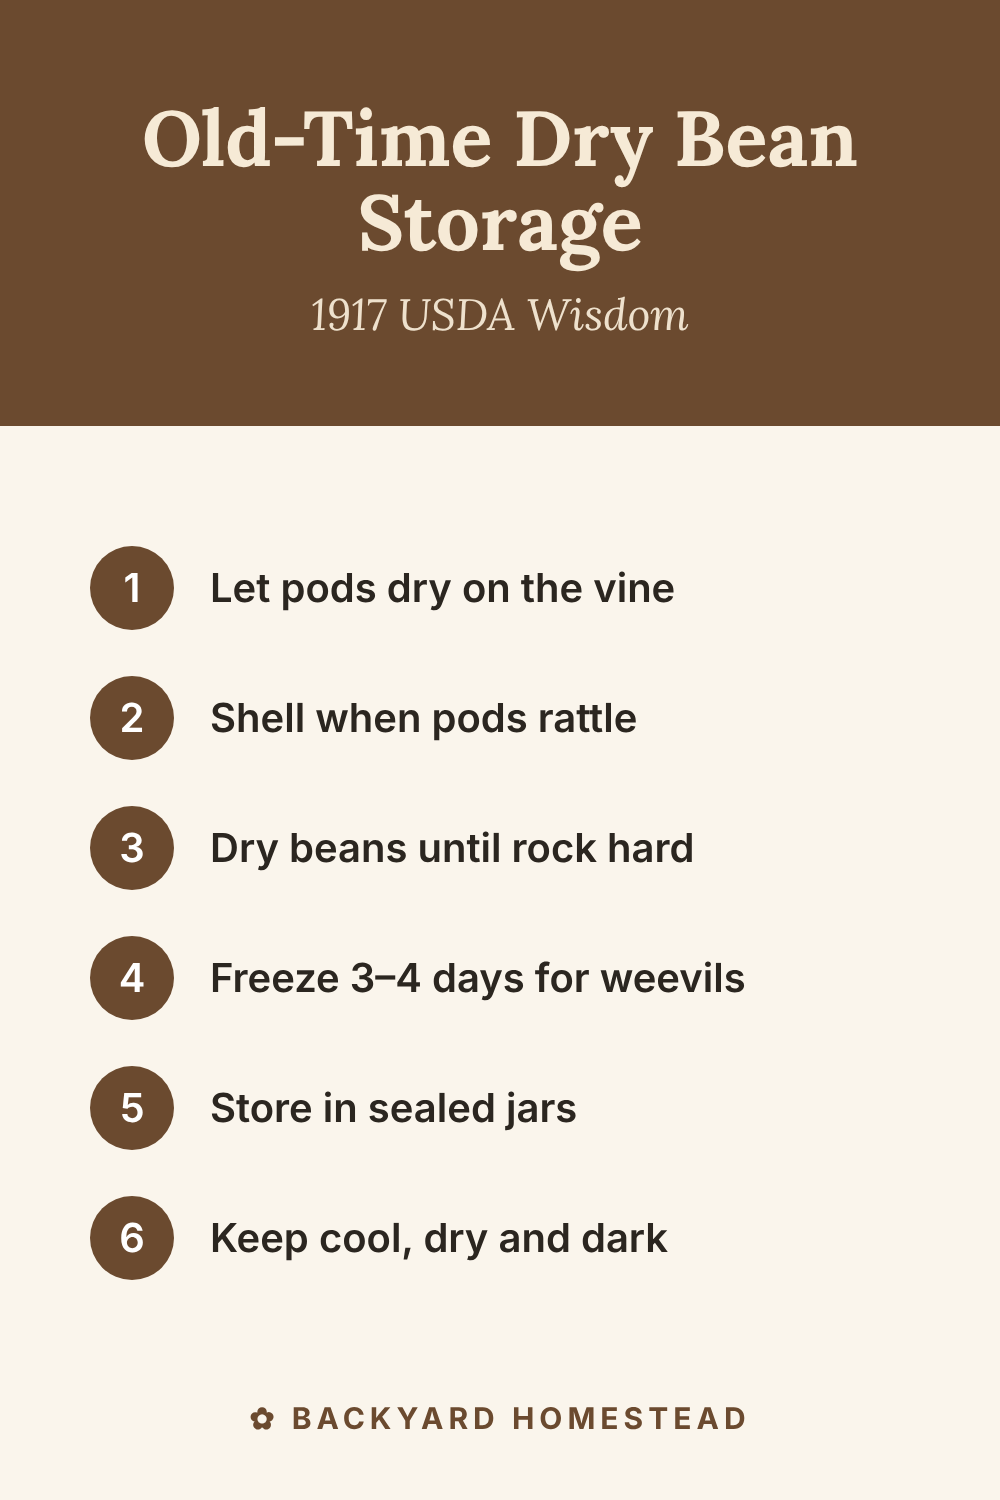 Old-Time Dry Bean
Storage
1917 USDA Wisdom
1 Let pods dry on the vine
2 Shell when pods rattle
3 Dry beans until rock hard
4 Freeze 3–4 days for weevils
5 Store in sealed jars
6 Keep cool, dry and dark
✿ BACKYARD HOMESTEAD